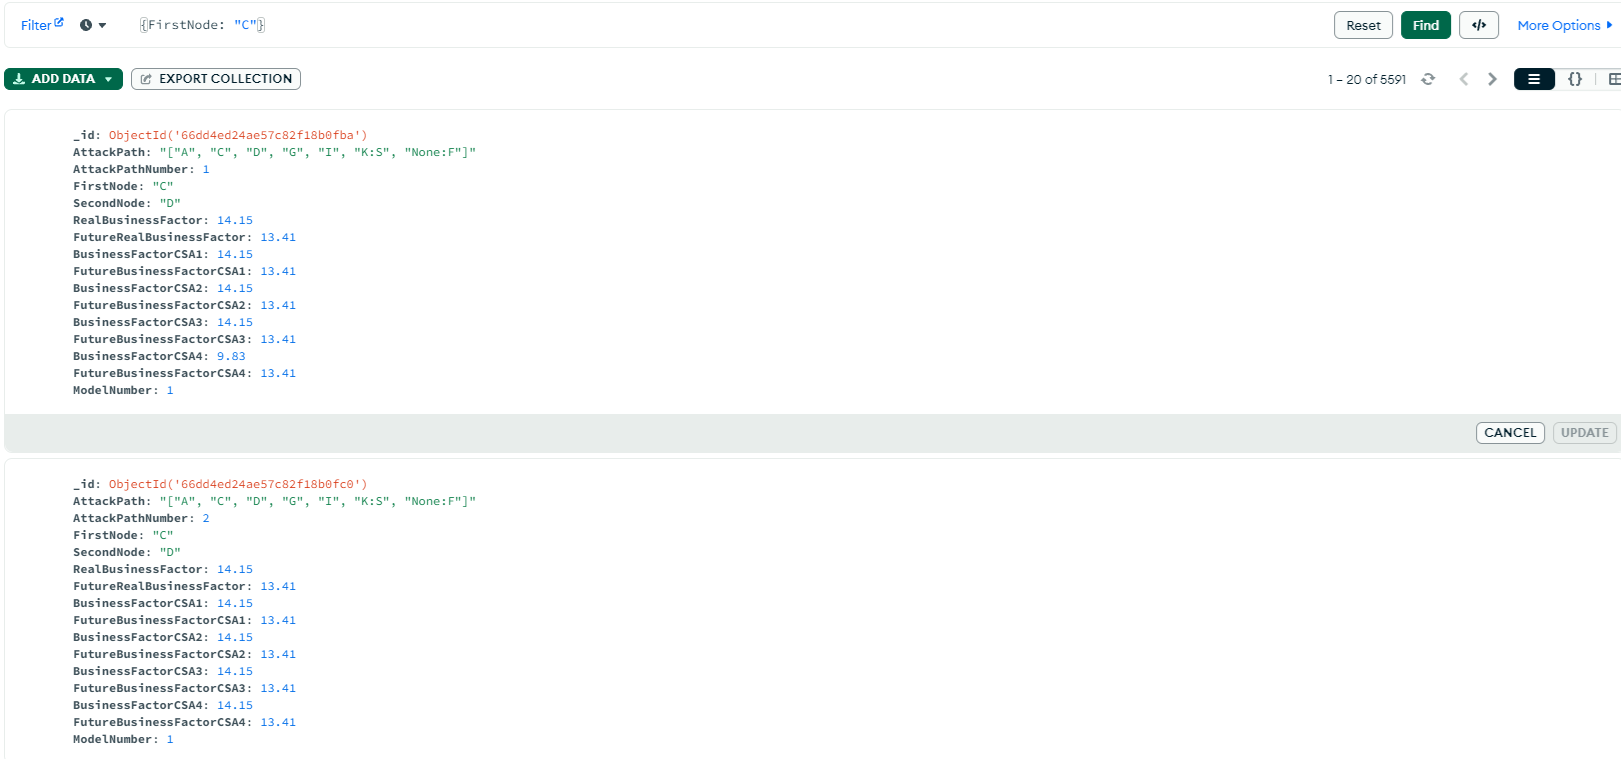 Filter {FirstNode: "C"} Reset Find </> More Options
ADD DATA EXPORT COLLECTION 1 – 20 of 5591 {}
_id: ObjectId('66dd4ed24ae57c82f18b0fba')
AttackPath: "["A", "C", "D", "G", "I", "K:S", "None:F"]"
AttackPathNumber: 1
FirstNode: "C"
SecondNode: "D"
RealBusinessFactor: 14.15
FutureRealBusinessFactor: 13.41
BusinessFactorCSA1: 14.15
FutureBusinessFactorCSA1: 13.41
BusinessFactorCSA2: 14.15
FutureBusinessFactorCSA2: 13.41
BusinessFactorCSA3: 14.15
FutureBusinessFactorCSA3: 13.41
BusinessFactorCSA4: 9.83
FutureBusinessFactorCSA4: 13.41
ModelNumber: 1
CANCEL UPDATE
_id: ObjectId('66dd4ed24ae57c82f18b0fc0')
AttackPath: "["A", "C", "D", "G", "I", "K:S", "None:F"]"
AttackPathNumber: 2
FirstNode: "C"
SecondNode: "D"
RealBusinessFactor: 14.15
FutureRealBusinessFactor: 13.41
BusinessFactorCSA1: 14.15
FutureBusinessFactorCSA1: 13.41
BusinessFactorCSA2: 14.15
FutureBusinessFactorCSA2: 13.41
BusinessFactorCSA3: 14.15
FutureBusinessFactorCSA3: 13.41
BusinessFactorCSA4: 14.15
FutureBusinessFactorCSA4: 13.41
ModelNumber: 1